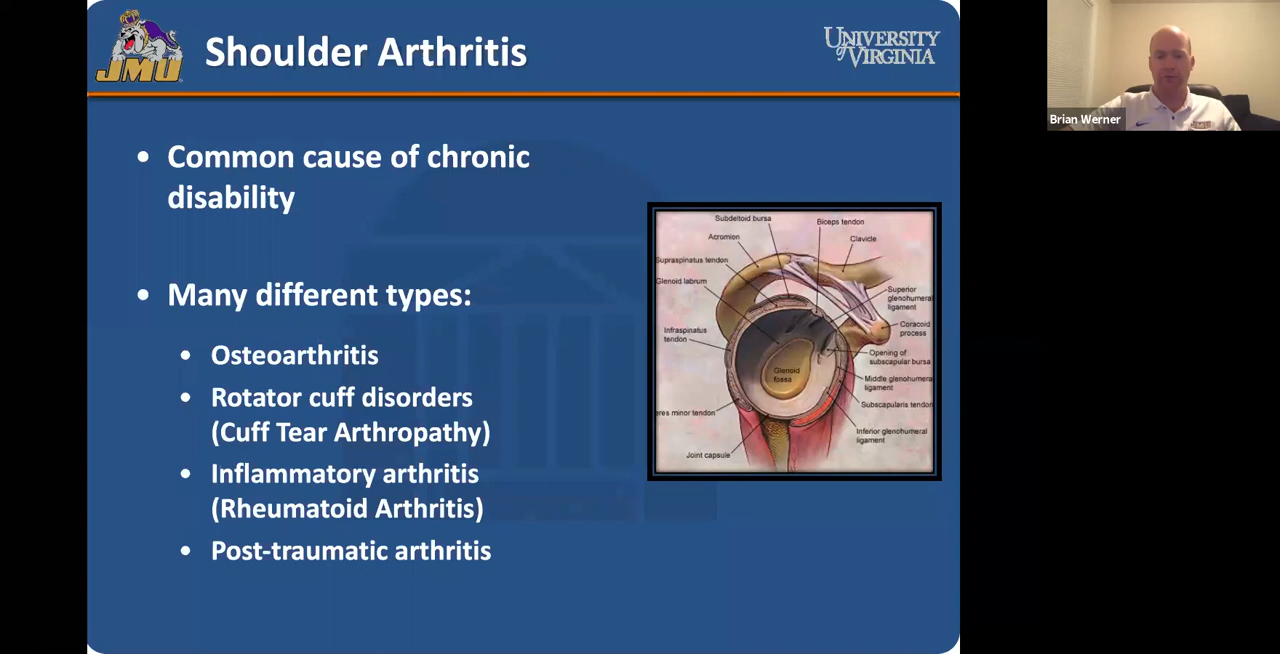 JMU
Shoulder Arthritis
UNIVERSITY
of VIRGINIA
Brian Werner
• Common cause of chronic
disability
• Many different types:
• Osteoarthritis
• Rotator cuff disorders
(Cuff Tear Arthropathy)
• Inflammatory arthritis
(Rheumatoid Arthritis)
• Post-traumatic arthritis
Subdeltoid bursa
Biceps tendon
Acromion
Clavicle
Supraspinatus tendon
Glenoid labrum
Superior
glenohumeral
ligament
Coracoid
process
Infraspinatus
tendon
Opening of
subscapular bursa
Glenoid
fossa
Middle glenohumera
ligament
Subscapularis tendon
eres minor tendon
Inferior glenohumeral
ligament
Joint capsule